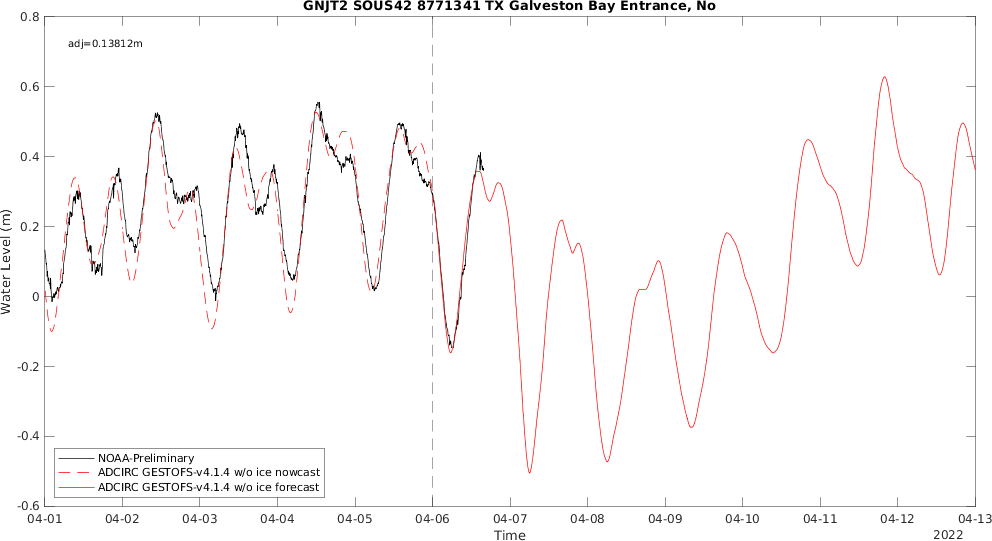 GNJT2 SOUS42 8771341 TX Galveston Bay Entrance, No
adj=0.13812m
0.8
0.6
0.4
0.2
0
-0.2
-0.4
-0.6
Water Level (m)
NOAA-Preliminary
ADCIRC GESTOFS-v4.1.4 w/o ice nowcast
ADCIRC GESTOFS-v4.1.4 w/o ice forecast
04-01 04-02 04-03 04-04 04-05 04-06 04-07 04-08 04-09 04-10 04-11 04-12 04-13
Time
2022